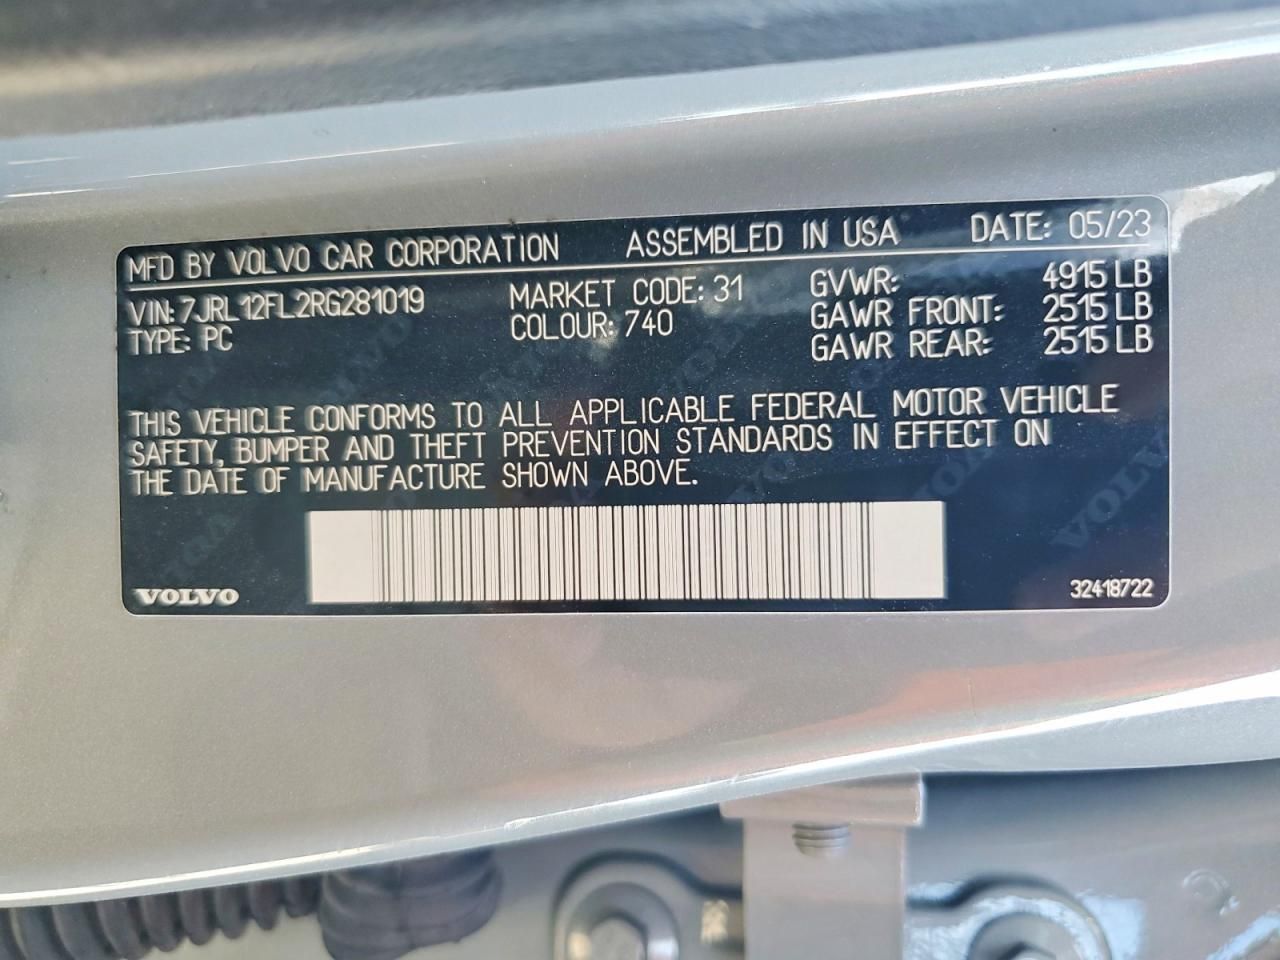 MFD BY VOLVO CAR CORPORATION ASSEMBLED IN USA DATE: 05/23
VIN: 7JRL12FL2RG281019 MARKET CODE: 31 GVWR: 4915 LB
TYPE: PC COLOUR: 740 GAWR FRONT: 2515 LB
GAWR REAR: 2515 LB
THIS VEHICLE CONFORMS TO ALL APPLICABLE FEDERAL MOTOR VEHICLE
SAFETY, BUMPER AND THEFT PREVENTION STANDARDS IN EFFECT ON
THE DATE OF MANUFACTURE SHOWN ABOVE.
VOLVO 32418722